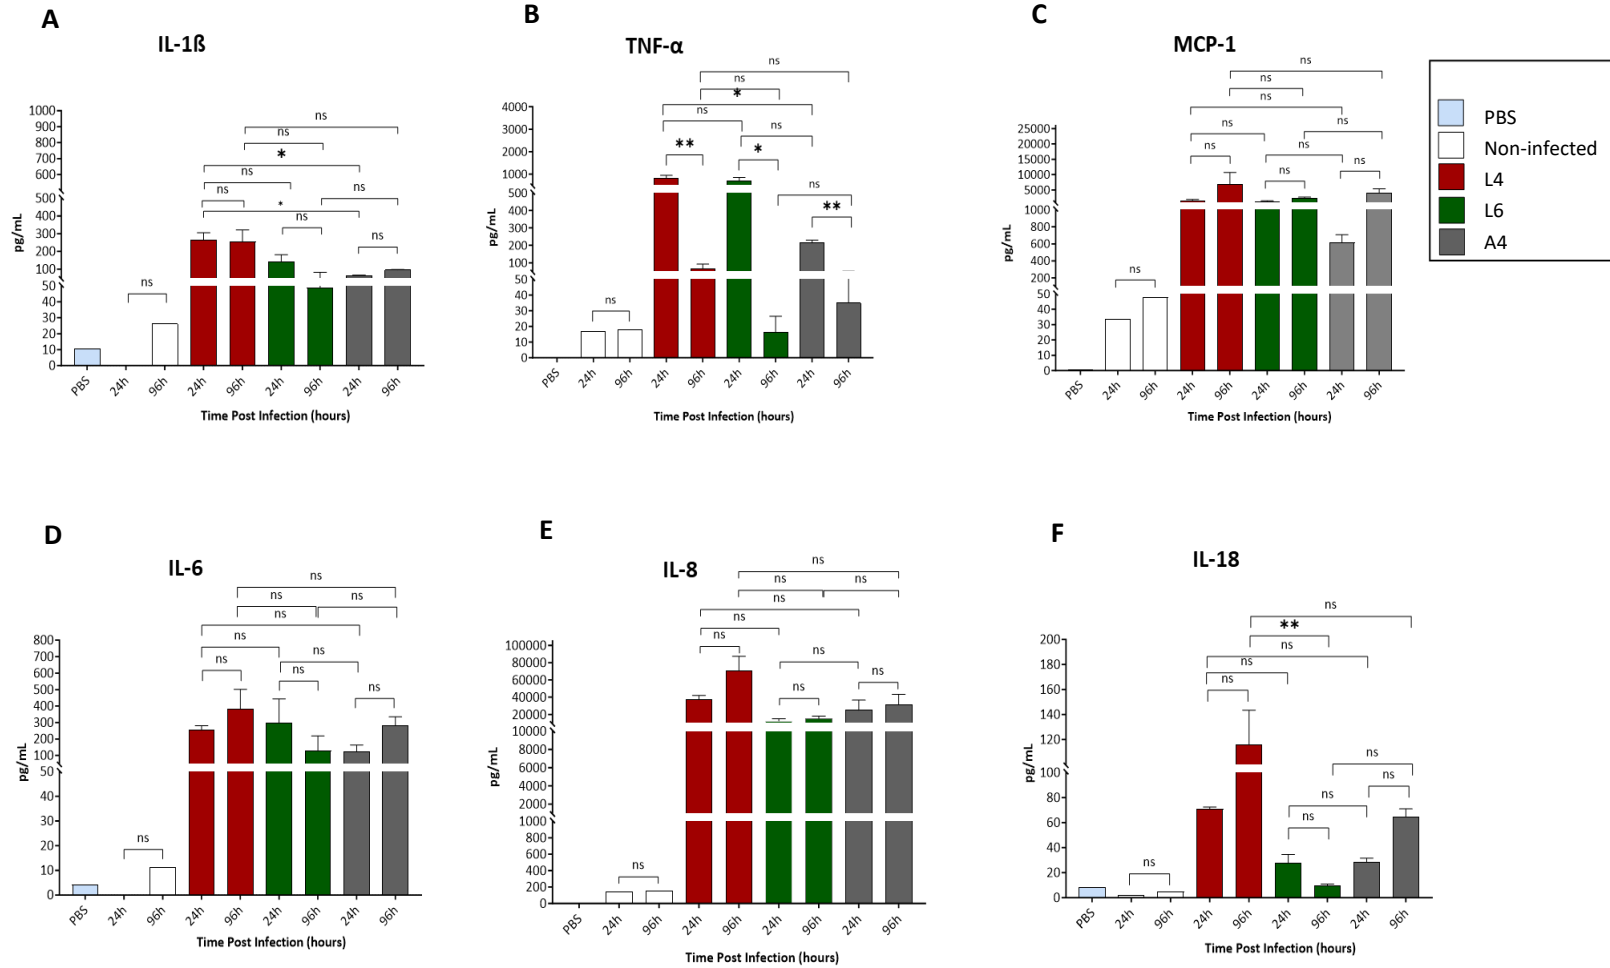 A
IL-1ß
pg/mL
1000
900
800
700
600
500
400
300
200
100
50
40
30
20
10
0
ns
ns
*
ns
ns
ns
*
ns
ns
ns
PBS
24h
96h
24h
96h
24h
96h
24h
96h
Time Post Infection (hours)
B
TNF-α
pg/mL
4000
3000
2000
1000
500
400
300
200
100
50
40
30
20
10
0
ns
ns
*
ns
ns
**
*
ns
**
ns
PBS
24h
96h
24h
96h
24h
96h
24h
96h
Time Post Infection (hours)
C
MCP-1
pg/mL
25000
20000
15000
10000
5000
1000
800
600
400
200
50
40
30
20
10
0
ns
ns
ns
ns
ns
ns
ns
ns
ns
ns
PBS
24h
96h
24h
96h
24h
96h
24h
96h
Time Post Infection (hours)
PBS
Non-infected
L4
L6
A4
D
IL-6
pg/mL
800
700
600
500
400
300
200
100
50
40
30
20
10
0
ns
ns
ns
ns
ns
ns
ns
ns
ns
ns
PBS
24h
96h
24h
96h
24h
96h
24h
96h
Time Post Infection (hours)
E
IL-8
pg/mL
100000
80000
60000
40000
20000
10000
8000
6000
4000
2000
1000
800
600
400
200
0
ns
ns
ns
ns
ns
ns
ns
ns
ns
ns
PBS
24h
96h
24h
96h
24h
96h
24h
96h
Time Post Infection (hours)
F
IL-18
pg/mL
200
180
160
140
120
100
80
60
40
20
0
ns
**
ns
ns
ns
ns
ns
ns
ns
ns
PBS
24h
96h
24h
96h
24h
96h
24h
96h
Time Post Infection (hours)